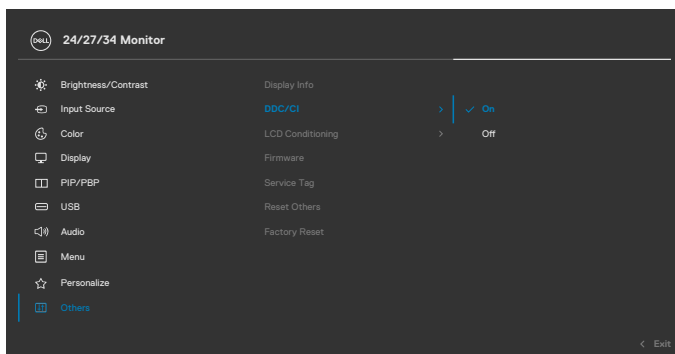 DELL 24/27/34 Monitor
Brightness/Contrast Display Info
Input Source DDC/CI > ✓ On
Color LCD Conditioning > Off
Display Firmware
PIP/PBP Service Tag
USB Reset Others
Audio Factory Reset
Menu
Personalize
Others
< Exit